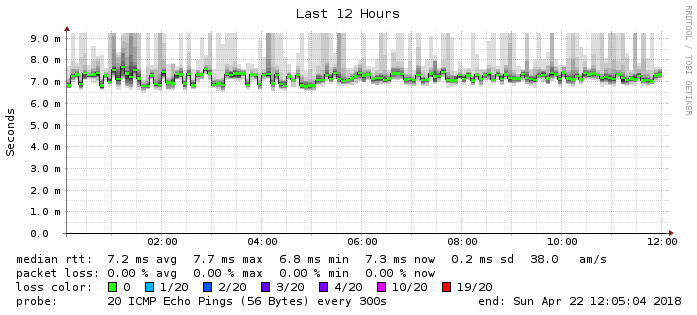 Last 12 Hours
RRDTOOL / TOBI OETIKER
Seconds
9.0 m
8.0 m
7.0 m
6.0 m
5.0 m
4.0 m
3.0 m
2.0 m
1.0 m
0.0
02:00 04:00 06:00 08:00 10:00 12:00
median rtt: 7.2 ms avg 7.7 ms max 6.8 ms min 7.3 ms now 0.2 ms sd 38.0 am/s
packet loss: 0.00 % avg 0.00 % max 0.00 % min 0.00 % now
loss color: 0 1/20 2/20 3/20 4/20 10/20 19/20
probe: 20 ICMP Echo Pings (56 Bytes) every 300s end: Sun Apr 22 12:05:04 2018